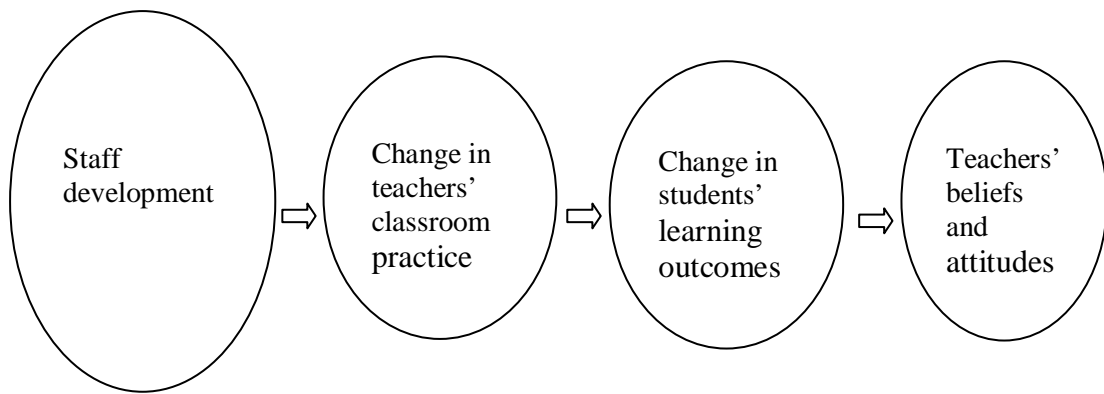 Staff
development
Change in
teachers’
classroom
practice
Change in
students’
learning
outcomes
Teachers’
beliefs
and
attitudes